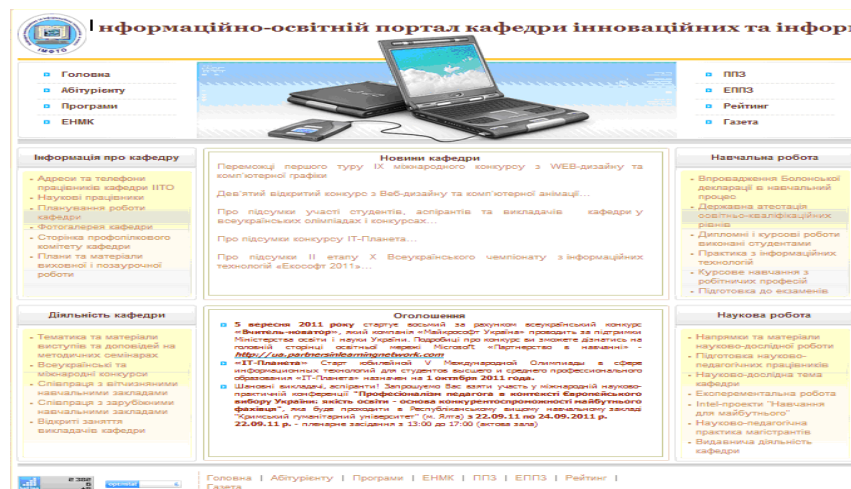 Інформаційно-освітній портал кафедри інноваційних та інфор
Головна
Абітурієнту
Програми
ЕНМК
ППЗ
ЕППЗ
Рейтинг
Газета
Інформація про кафедру
- Адреси та телефони
працівників кафедри ІІТО
- Наукові працівники
- Планування роботи
кафедри
- Фотогалерея кафедри
- Сторінка профспілкового
комітету кафедри
- Плани та матеріали
виховної і позаурочної
роботи
Новини кафедри
Переможці першого туру IX міжнародного конкурсу з WEB-дизайну та
комп'ютерної графіки
Дев'ятий відкритий конкурс з Веб-дизайну та комп'ютерної анімації...
Про підсумки участі студентів, аспірантів та викладачів кафедри у
всеукраїнських олімпіадах і конкурсах...
Про підсумки конкурсу ІТ-Планета...
Про підсумки II етапу X Всеукраїнського чемпіонату з інформаційних
технологій «Екософт 2011»...
Навчальна робота
- Впровадження Болонської
декларації в навчальний
процес
- Державна атестація
освітньо-кваліфікаційних
рівнів
- Дипломні і курсові роботи
виконані студентами
- Практика з інформаційних
технологій
- Курсове навчання з
робітничих професій
- Підготовка до екзаменів
Діяльність кафедри
- Тематика та матеріали
виступів та доповідей на
методичних семінарах
- Всеукраїнські та
міжнародні конкурси
- Співпраця з вітчизняними
навчальними закладами
- Співпраця з зарубіжними
навчальними закладами
- Відкриті заняття
викладачів кафедри
Оголошення
5 вересня 2011 року стартує восьмий за рахунком всеукраїнський конкурс
«Вчитель-новатор», який компанія «Майкрософт Україна» проводить за підтримки
Міністерства освіти і науки України. Подробиці про конкурс ви зможете дізнатись на
головній сторінці освітньої мережі Microsoft «Партнерство в навчанні» -
http://ua.partnersinlearningnetwork.com
«IT-Планета» Старт юбилейной V Международной Олимпиады в сфере
информационных технологий для студентов высшего и среднего профессионального
образования «IT-Планета» назначен на 1 октября 2011 года.
Шановні викладачі, аспіранти! Запрошуємо Вас взяти участь у міжнародній науково-
практичній конференції "Професіоналізм педагога в контексті Європейського
вибору України: якість освіти - основа конкурентоспроможності майбутнього
фахівця", яка буде проходити в Республіканському вищому навчальному закладі
"Кримський гуманітарний університет" (м. Ялта) з 22.09.11 по 24.09.2011 р.
22.09.11 р. - пленарне засідання з 13:00 до 17:00 (актова зала)
Наукова робота
- Напрямки та матеріали
науково-дослідної роботи
- Підготовка науково-
педагогічних працівників
- Науково-дослідна тема
кафедри
- Експерементальна робота
- Intel-проекти "Навчання
для майбутнього"
- Науково-педагогічна
практика магістрантів
- Видавнича діяльність
кафедри
Головна | Абітурієнту | Програми | ЕНМК | ППЗ | ЕППЗ | Рейтинг |
Газета